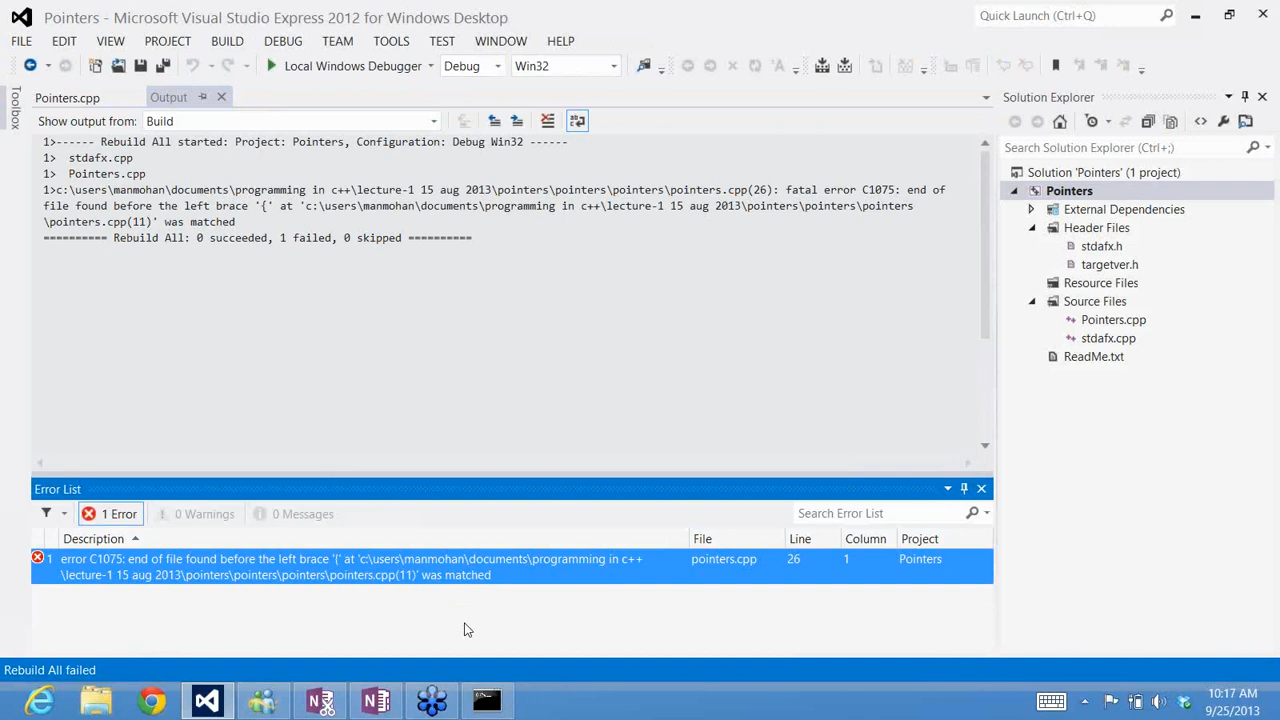 Pointers - Microsoft Visual Studio Express 2012 for Windows Desktop
Quick Launch (Ctrl+Q)
FILE EDIT VIEW PROJECT BUILD DEBUG TEAM TOOLS TEST WINDOW HELP
Local Windows Debugger Debug Win32
Toolbox
Pointers.cpp Output
Show output from: Build
1>------ Rebuild All started: Project: Pointers, Configuration: Debug Win32 ------
1> stdafx.cpp
1> Pointers.cpp
1>c:\users\manmohan\documents\programming in c++\lecture-1 15 aug 2013\pointers\pointers\pointers\pointers.cpp(26): fatal error C1075: end of
file found before the left brace '{' at 'c:\users\manmohan\documents\programming in c++\lecture-1 15 aug 2013\pointers\pointers\pointers
\pointers.cpp(11)' was matched
========== Rebuild All: 0 succeeded, 1 failed, 0 skipped ==========
Solution Explorer
Search Solution Explorer (Ctrl+;)
Solution 'Pointers' (1 project)
Pointers
External Dependencies
Header Files
stdafx.h
targetver.h
Resource Files
Source Files
Pointers.cpp
stdafx.cpp
ReadMe.txt
Error List
1 Error 0 Warnings 0 Messages
Search Error List
Description File Line Column Project
1 error C1075: end of file found before the left brace '{' at 'c:\users\manmohan\documents\programming in c++ pointers.cpp 26 1 Pointers
\lecture-1 15 aug 2013\pointers\pointers\pointers\pointers.cpp(11)' was matched
Rebuild All failed
10:17 AM
9/25/2013